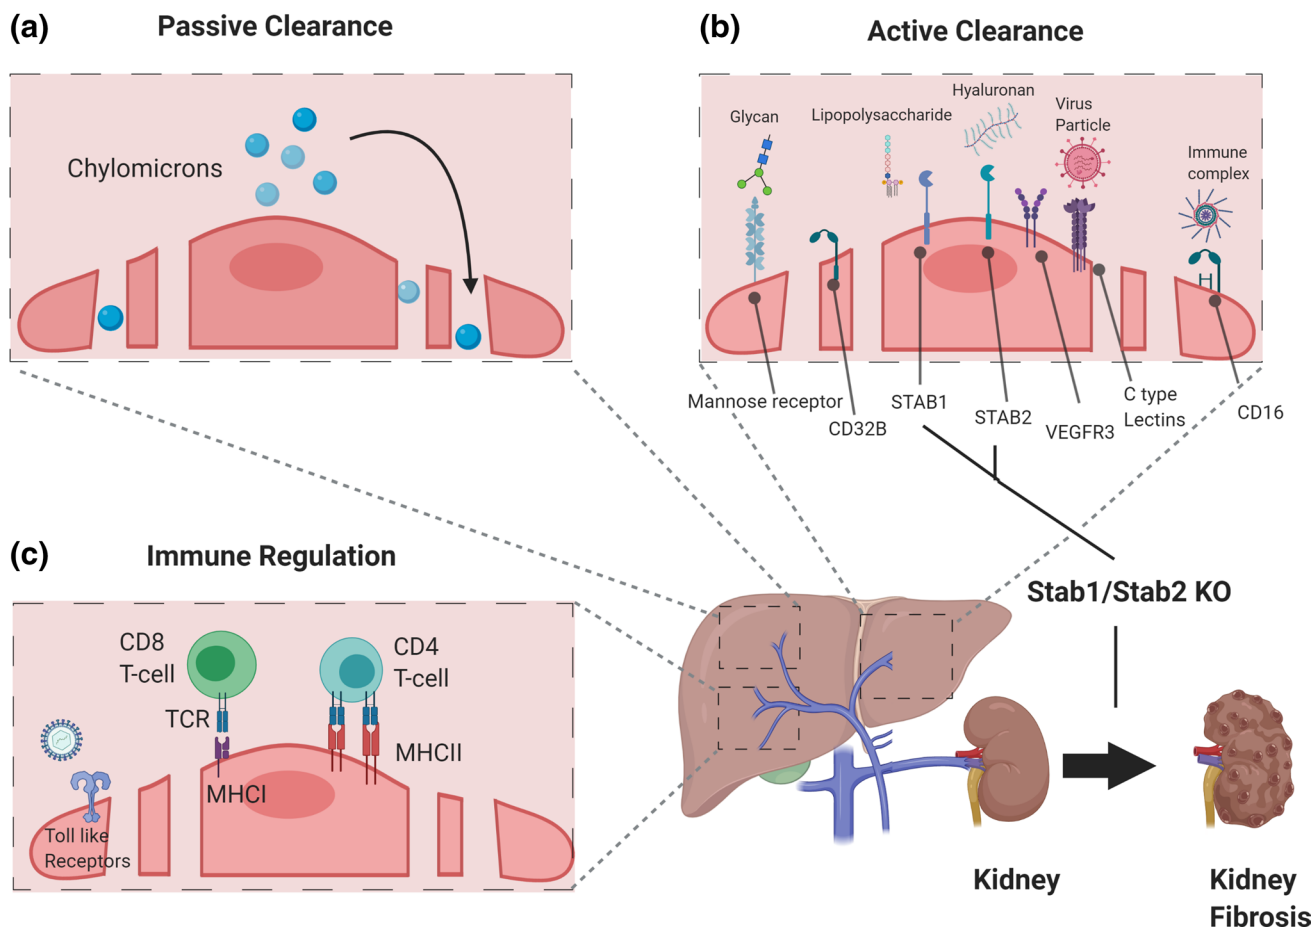 (a)
Passive Clearance
Chylomicrons
(b)
Active Clearance
Glycan
Lipopolysaccharide
Hyaluronan
Virus
Particle
Immune
complex
Mannose receptor
CD32B
STAB1
STAB2
VEGFR3
C type
Lectins
CD16
(c)
Immune Regulation
CD8
T-cell
CD4
T-cell
TCR
MHCII
MHCI
Toll like
Receptors
Stab1/Stab2 KO
Kidney
Kidney
Fibrosis